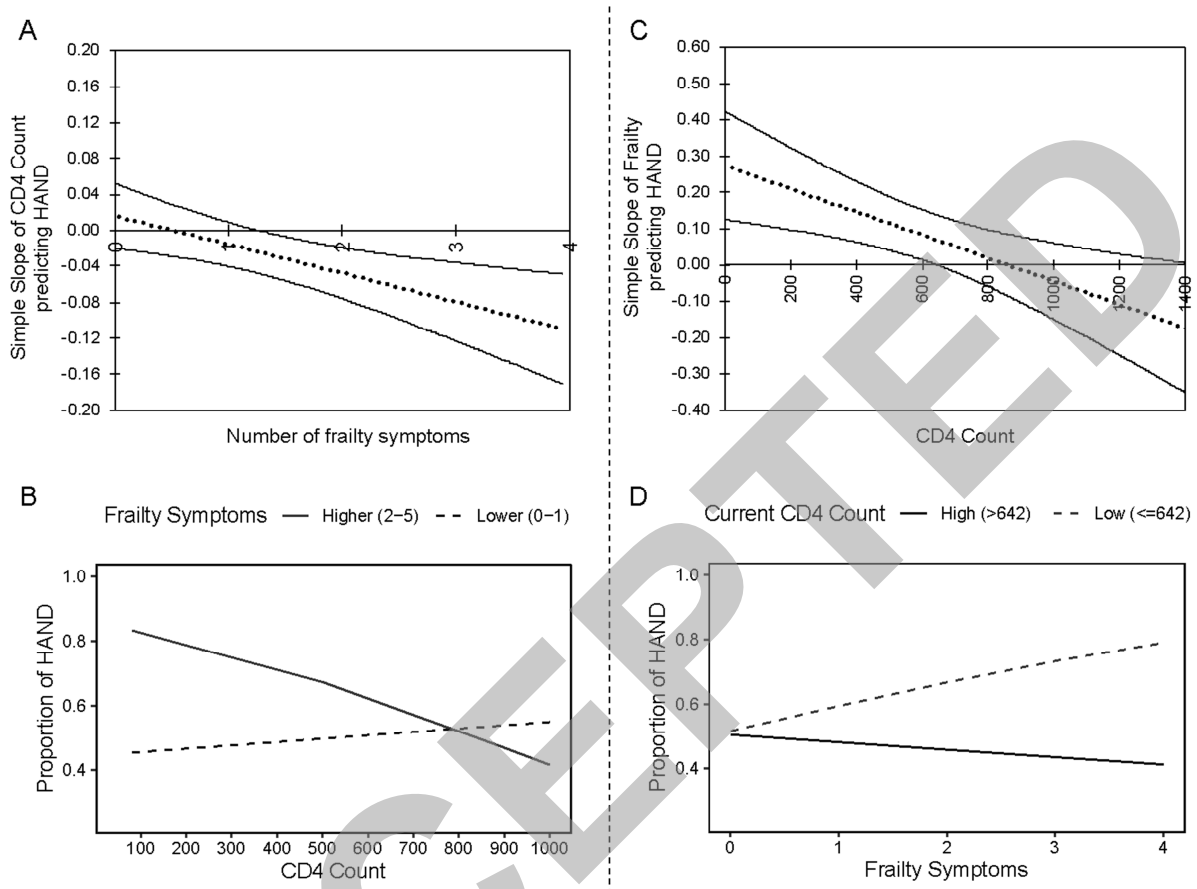 A
0.20
0.16
0.12
0.08
0.04
0.00
-0.04
-0.08
-0.12
-0.16
-0.20
0
1
2
3
4
Simple Slope of CD4 Count
predicting HAND
Number of frailty symptoms
B
Frailty Symptoms Higher (2−5) Lower (0−1)
1.0
0.8
0.6
0.4
Proportion of HAND
100 200 300 400 500 600 700 800 900 1000
CD4 Count
C
0.60
0.50
0.40
0.30
0.20
0.10
0.00
-0.10
-0.20
-0.30
-0.40
0
200
400
600
800
1000
1200
1400
Simple Slope of Frailty
predicting HAND
CD4 Count
D
Current CD4 Count High (>642) Low (<=642)
1.0
0.8
0.6
0.4
Proportion of HAND
0 1 2 3 4
Frailty Symptoms
CEPTED